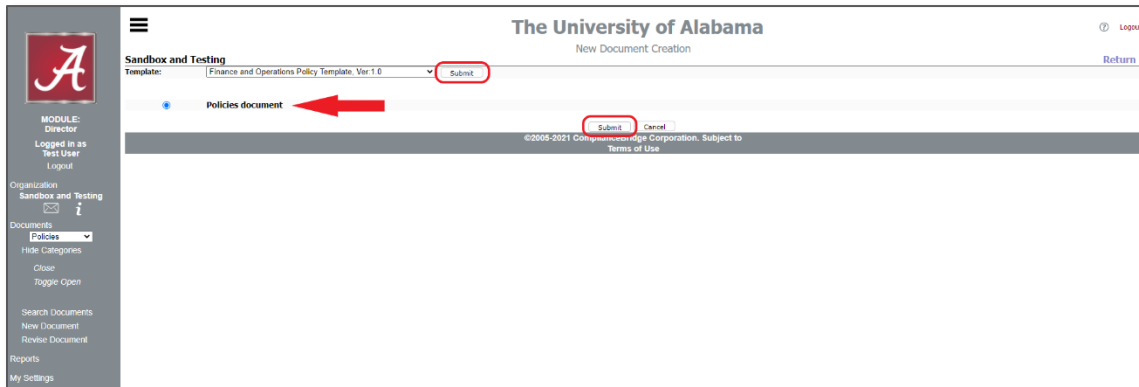 The University of Alabama
Logou
New Document Creation
Return
Sandbox and Testing
Template: Finance and Operations Policy Template, Ver:1.0 Submit
Policies document
Submit Cancel
©2005-2021 ComplianceBridge Corporation. Subject to
Terms of Use
A
MODULE:
Director
Logged in as
Test User
Logout
Organization
Sandbox and Testing
i
Documents
Policies
Hide Categories
Close
Toggle Open
Search Documents
New Document
Revise Document
Reports
My Settings